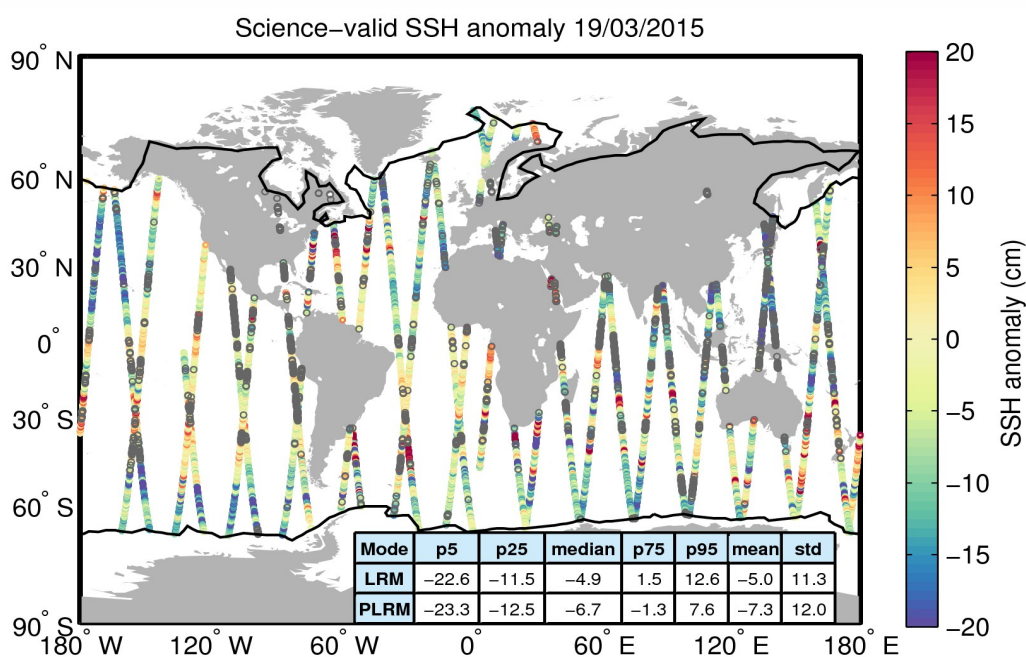 Science−valid SSH anomaly 19/03/2015
90° N
60° N
30° N
0°
30° S
60° S
90° S
180° W
120° W
60° W
0°
60° E
120° E
180° E
Mode p5 p25 median p75 p95 mean std
LRM −22.6 −11.5 −4.9 1.5 12.6 −5.0 11.3
PLRM −23.3 −12.5 −6.7 −1.3 7.6 −7.3 12.0
20
15
10
5
0
−5
−10
−15
−20
SSH anomaly (cm)